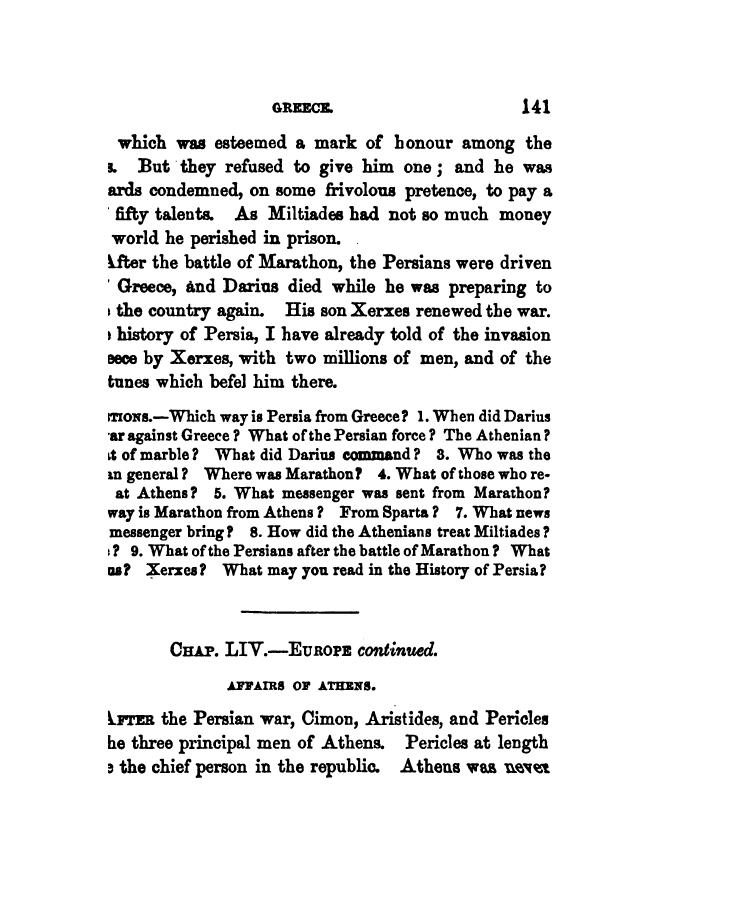 GREECE. 141
which was esteemed a mark of honour among the
But they refused to give him one; and he was
condemned, on some frivolous pretence, to pay a
fifty talents. As Miltiades had not so much money
world he perished in prison.
the battle of Marathon, the Persians were driven
Greece, and Darius died while he was preparing to
the country again. His son Xerxes renewed the war.
history of Persia, I have already told of the invasion
by Xerxes, with two millions of men, and of the
which befel him there.
Which way is Persia from Greece? 1. When did Darius
against Greece? What of the Persian force? The Athenian?
of marble? What did Darius command? 3. Who was the
general? Where was Marathon? 4. What of those who re-
at Athens? 5. What messenger was sent from Marathon?
way is Marathon from Athens? From Sparta? 7. What news
messenger bring? 8. How did the Athenians treat Miltiades?
? 9. What of the Persians after the battle of Marathon? What
Xerxes? What may you read in the History of Persia?
CHAP. LIV.—EUROPE continued.
AFFAIRS OF ATHENS.
AFTER the Persian war, Cimon, Aristides, and Pericles
three principal men of Athens. Pericles at length
the chief person in the republic. Athens was never